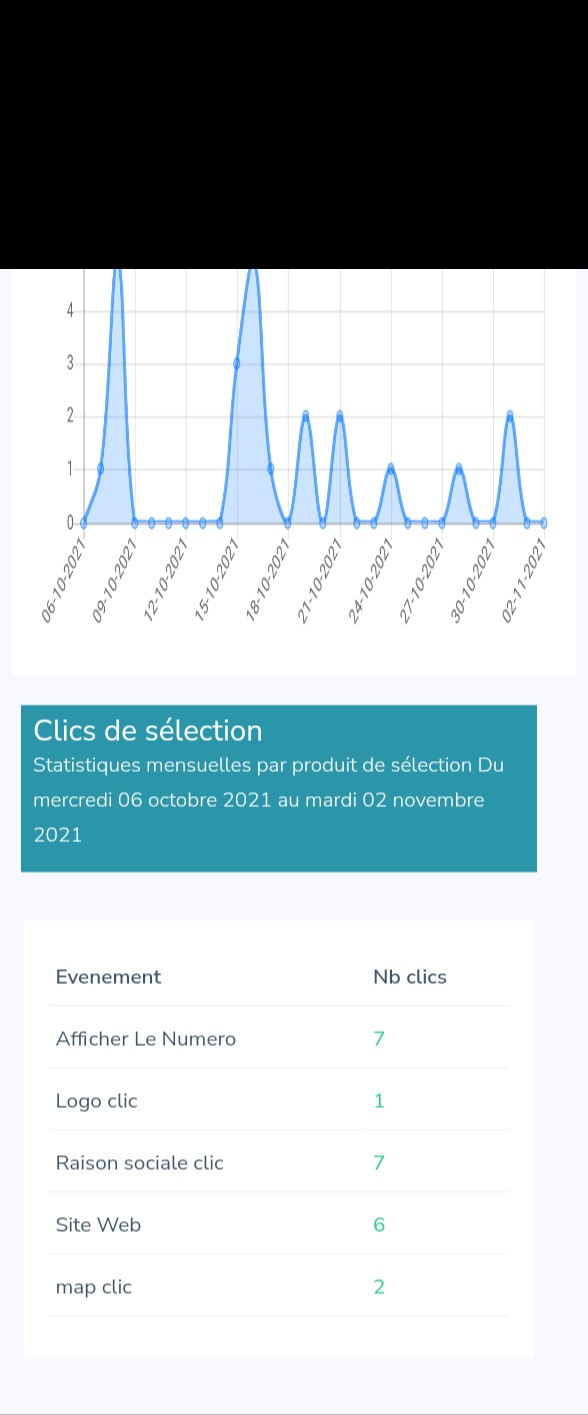 4
3
2
1
0
06-10-2021
09-10-2021
12-10-2021
15-10-2021
18-10-2021
21-10-2021
24-10-2021
27-10-2021
30-10-2021
02-11-2021
Clics de sélection
Statistiques mensuelles par produit de sélection Du
mercredi 06 octobre 2021 au mardi 02 novembre
2021
Evenement Nb clics
Afficher Le Numero 7
Logo clic 1
Raison sociale clic 7
Site Web 6
map clic 2